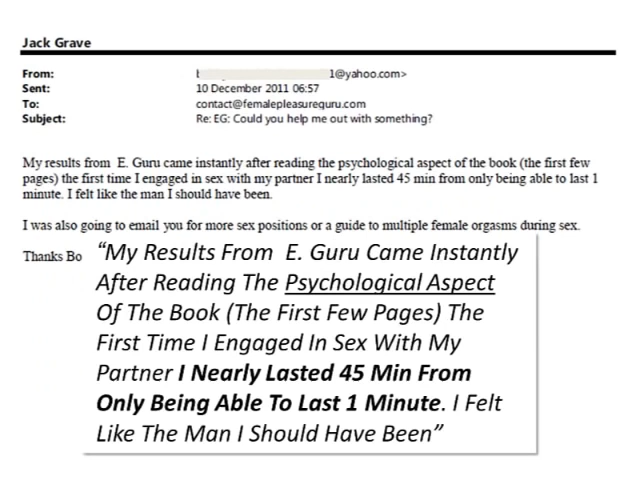 Jack Grave
From: 1@yahoo.com>
Sent: 10 December 2011 06:57
To: contact@femalepleasureguru.com
Subject: Re: EG: Could you help me out with something?
My results from E. Guru came instantly after reading the psychological aspect of the book (the first few
pages) the first time I engaged in sex with my partner I nearly lasted 45 min from only being able to last 1
minute. I felt like the man I should have been.
I was also going to email you for more sex positions or a guide to multiple female orgasms during sex.
Thanks Bo
“My Results From E. Guru Came Instantly
After Reading The Psychological Aspect
Of The Book (The First Few Pages) The
First Time I Engaged In Sex With My
Partner I Nearly Lasted 45 Min From
Only Being Able To Last 1 Minute. I Felt
Like The Man I Should Have Been”